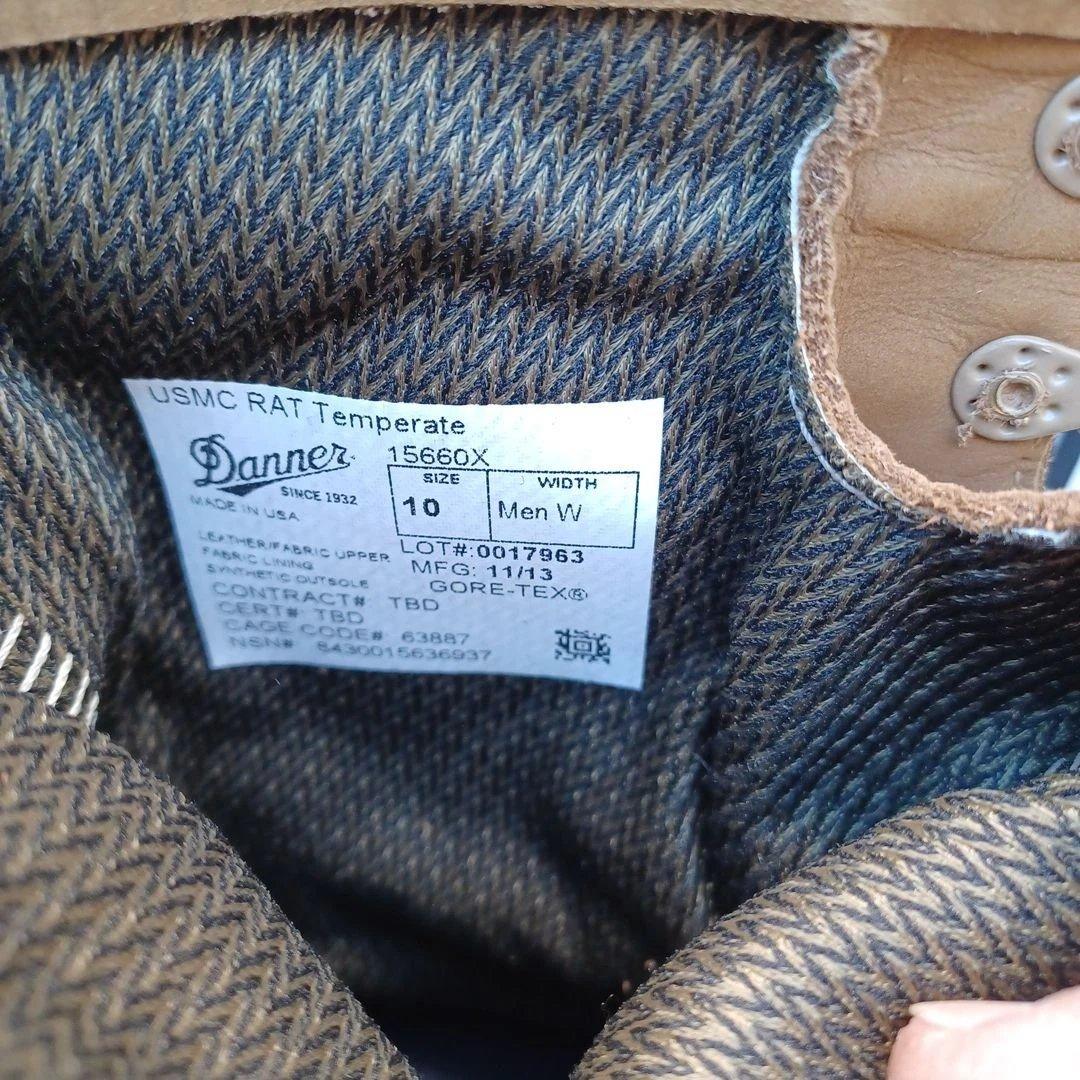 USMC RAT Temperate
Danner
SINCE 1932
MADE IN USA
15660X
SIZE WIDTH
10 Men W
LEATHER/FABRIC UPPER
FABRIC LINING
SYNTHETIC OUTSOLE
LOT#:0017963
MFG: 11/13
GORE-TEX®
CONTRACT# TBD
CERT# TBD
CAGE CODE# 63887
NSN# 8430015636937